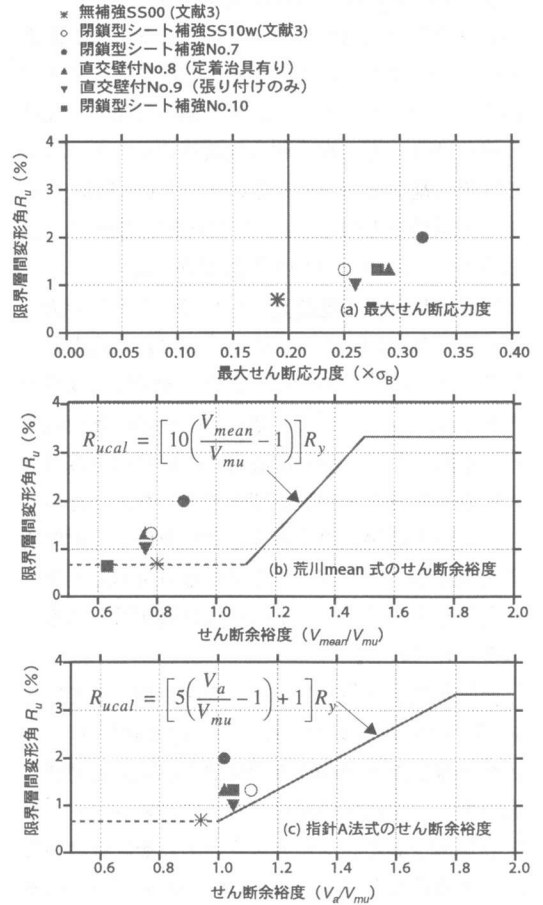 ＊ 無補強SS00 (文献3)
○ 閉鎖型シート補強SS10w(文献3)
● 閉鎖型シート補強No.7
▲ 直交壁付No.8（定着治具有り）
▼ 直交壁付No.9（張り付けのみ）
■ 閉鎖型シート補強No.10
限界層間変形角Ru（%）
4
3
2
1
0
(a) 最大せん断応力度
0.00 0.05 0.10 0.15 0.20 0.25 0.30 0.35 0.40
最大せん断応力度（×σB）
限界層間変形角Ru（%）
4
3
2
1
0
Rucal = [10(Vmean/Vmu − 1)]Ry
(b) 荒川mean 式のせん断余裕度
0.6 0.8 1.0 1.2 1.4 1.6 1.8 2.0
せん断余裕度（Vmean/Vmu）
限界層間変形角 Ru（%）
4
3
2
1
0
Rucal = [5(Va/Vmu − 1) + 1]Ry
(c) 指針A法式のせん断余裕度
0.6 0.8 1.0 1.2 1.4 1.6 1.8 2.0
せん断余裕度（Va/Vmu）